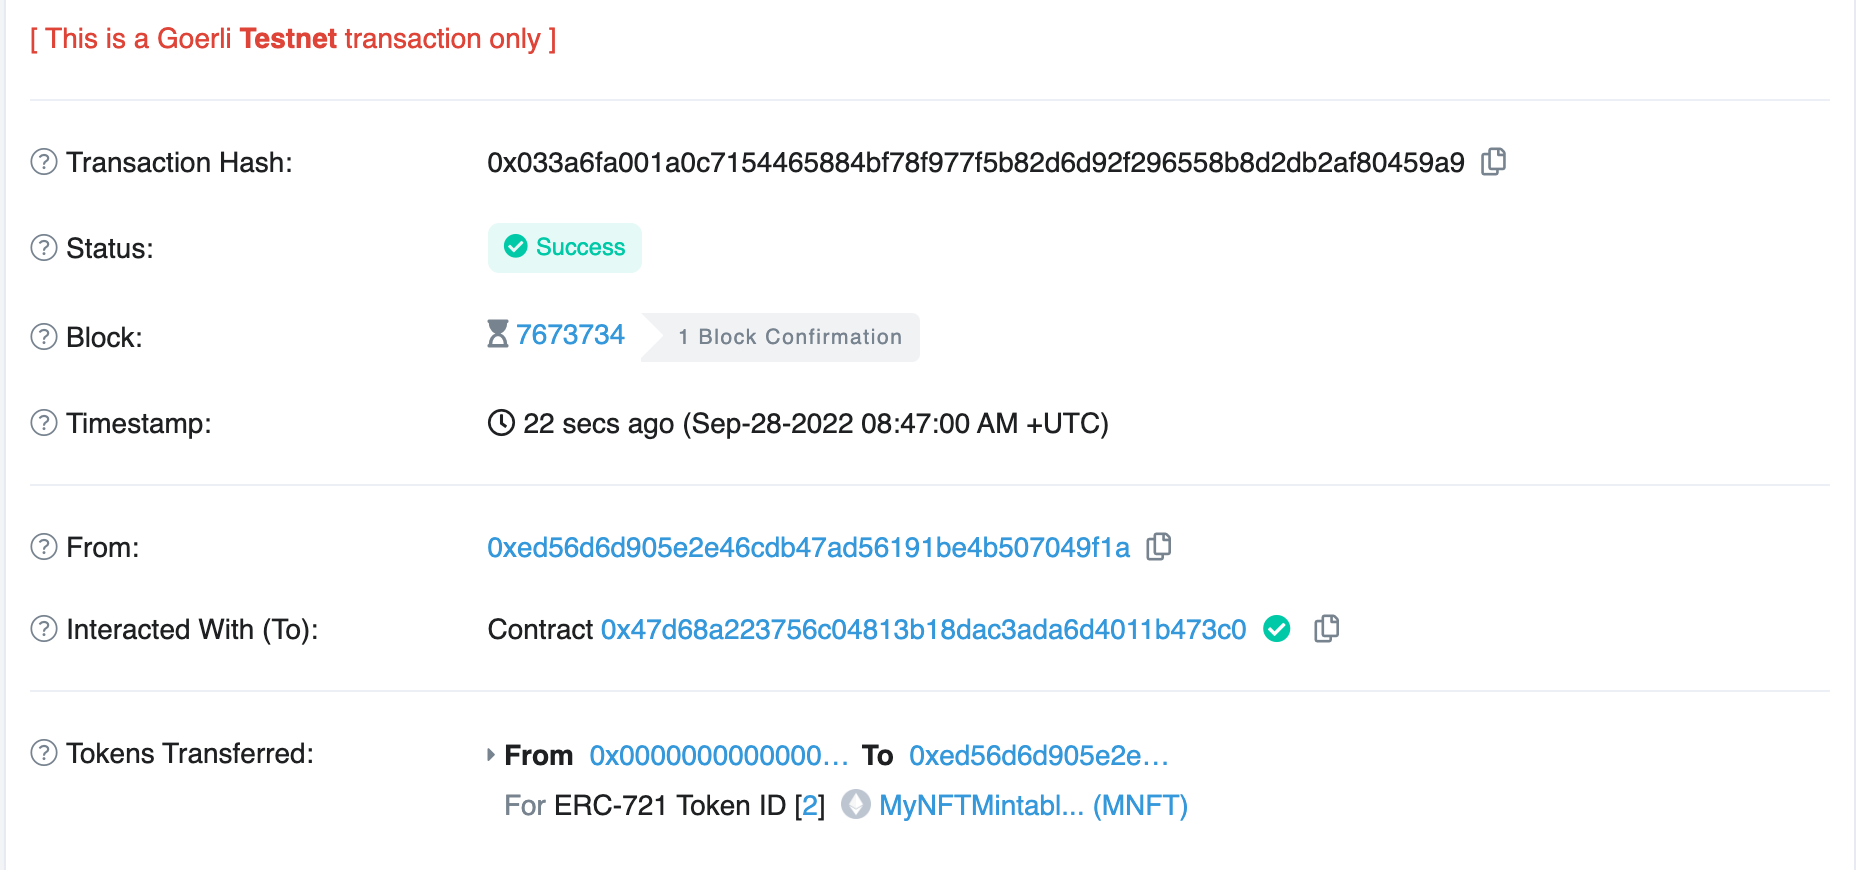 [ This is a Goerli Testnet transaction only ]
Transaction Hash: 0x033a6fa001a0c7154465884bf78f977f5b82d6d92f296558b8d2db2af80459a9
Status: Success
Block: 7673734 1 Block Confirmation
Timestamp: 22 secs ago (Sep-28-2022 08:47:00 AM +UTC)
From: 0xed56d6d905e2e46cdb47ad56191be4b507049f1a
Interacted With (To): Contract 0x47d68a223756c04813b18dac3ada6d4011b473c0
Tokens Transferred: From 0x0000000000000... To 0xed56d6d905e2e...
For ERC-721 Token ID [2] MyNFTMintabl... (MNFT)